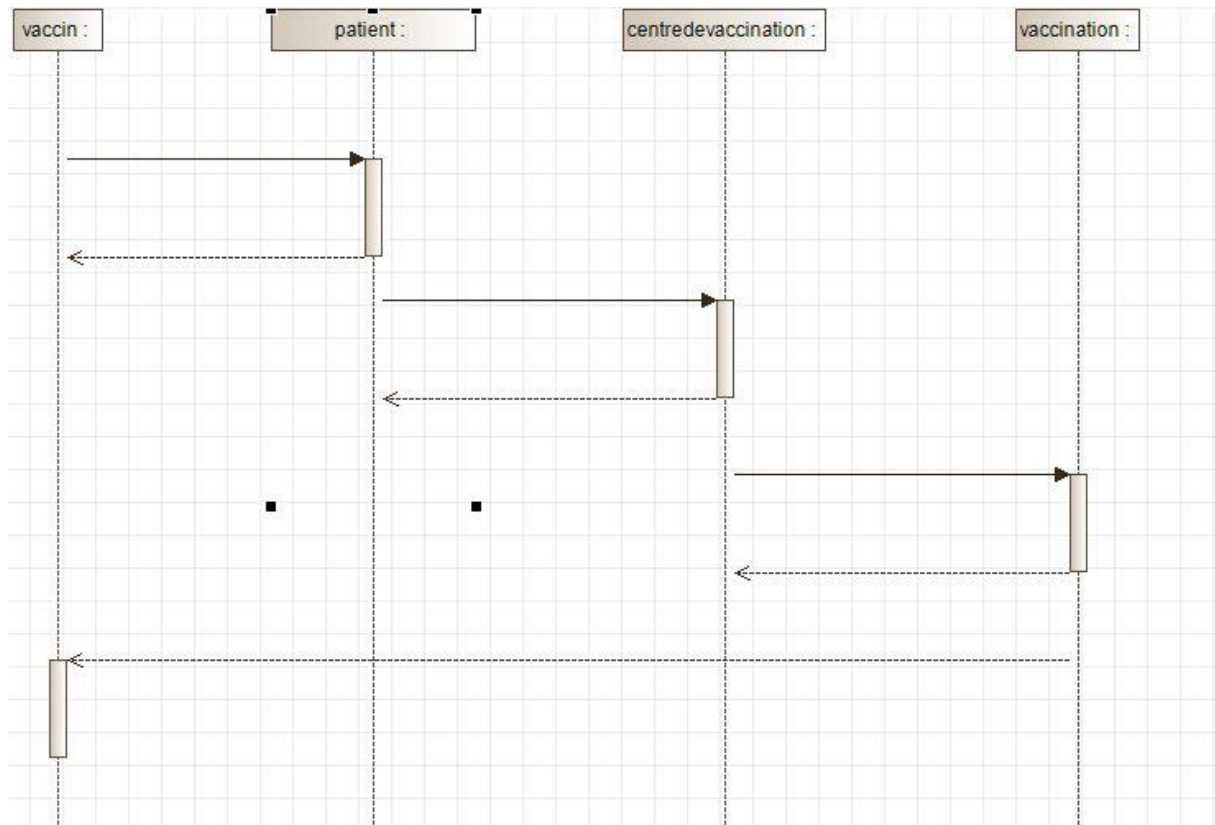 vaccin :
patient :
centredevaccination :
vaccination :